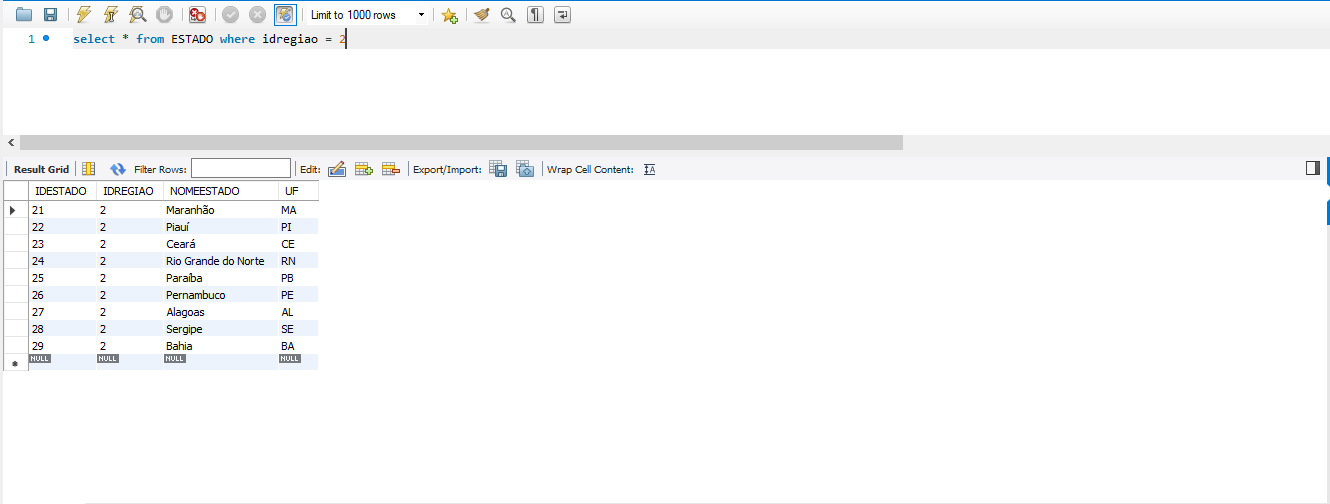 Limit to 1000 rows
1 select * from ESTADO where idregiao = 2
Result Grid Filter Rows: Edit: Export/Import: Wrap Cell Content:
IDESTADO IDREGIAO NOMEESTADO UF
21 2 Maranhão MA
22 2 Piauí PI
23 2 Ceará CE
24 2 Rio Grande do Norte RN
25 2 Paraíba PB
26 2 Pernambuco PE
27 2 Alagoas AL
28 2 Sergipe SE
29 2 Bahia BA
NULL NULL NULL NULL